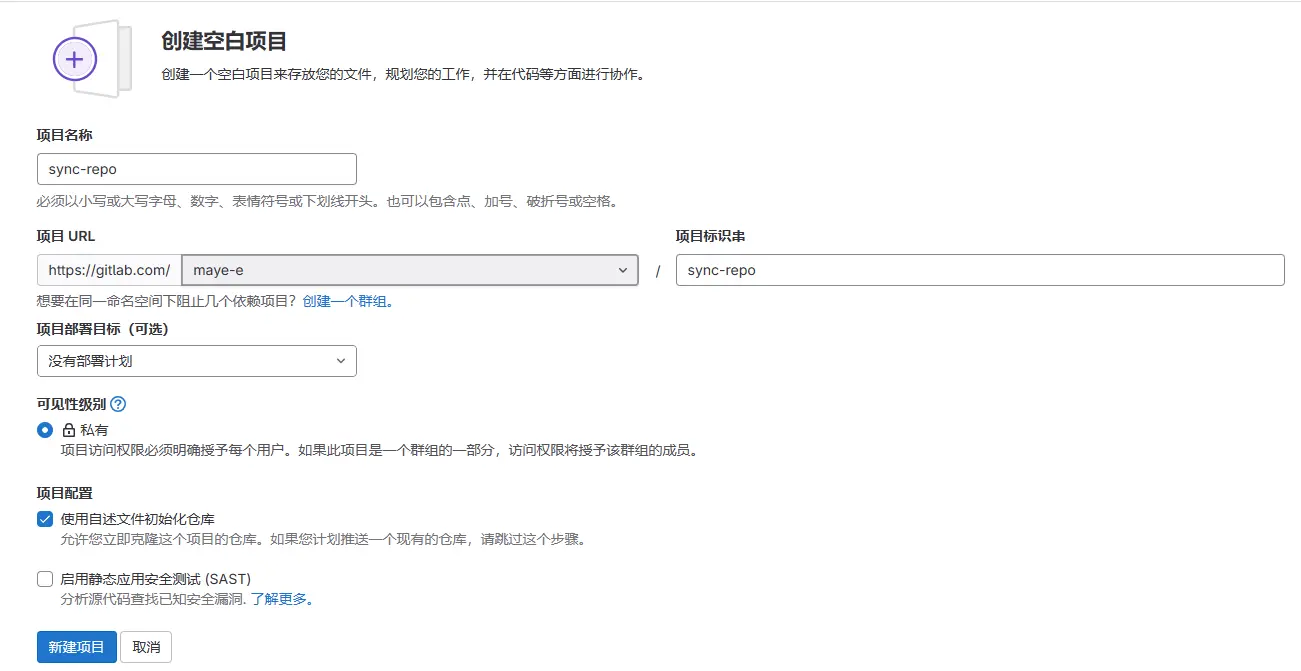 创建空白项目
创建一个空白项目来存放您的文件，规划您的工作，并在代码等方面进行协作。
项目名称
sync-repo
必须以小写或大写字母、数字、表情符号或下划线开头。也可以包含点、加号、破折号或空格。
项目 URL
https://gitlab.com/ maye-e
/
项目标识串
sync-repo
想要在同一命名空间下阻止几个依赖项目？创建一个群组。
项目部署目标（可选）
没有部署计划
可见性级别
私有
项目访问权限必须明确授予每个用户。如果此项目是一个群组的一部分，访问权限将授予该群组的成员。
项目配置
使用自述文件初始化仓库
允许您立即克隆这个项目的仓库。如果您计划推送一个现有的仓库，请跳过这个步骤。
启用静态应用安全测试 (SAST)
分析源代码查找已知安全漏洞. 了解更多。
新建项目 取消